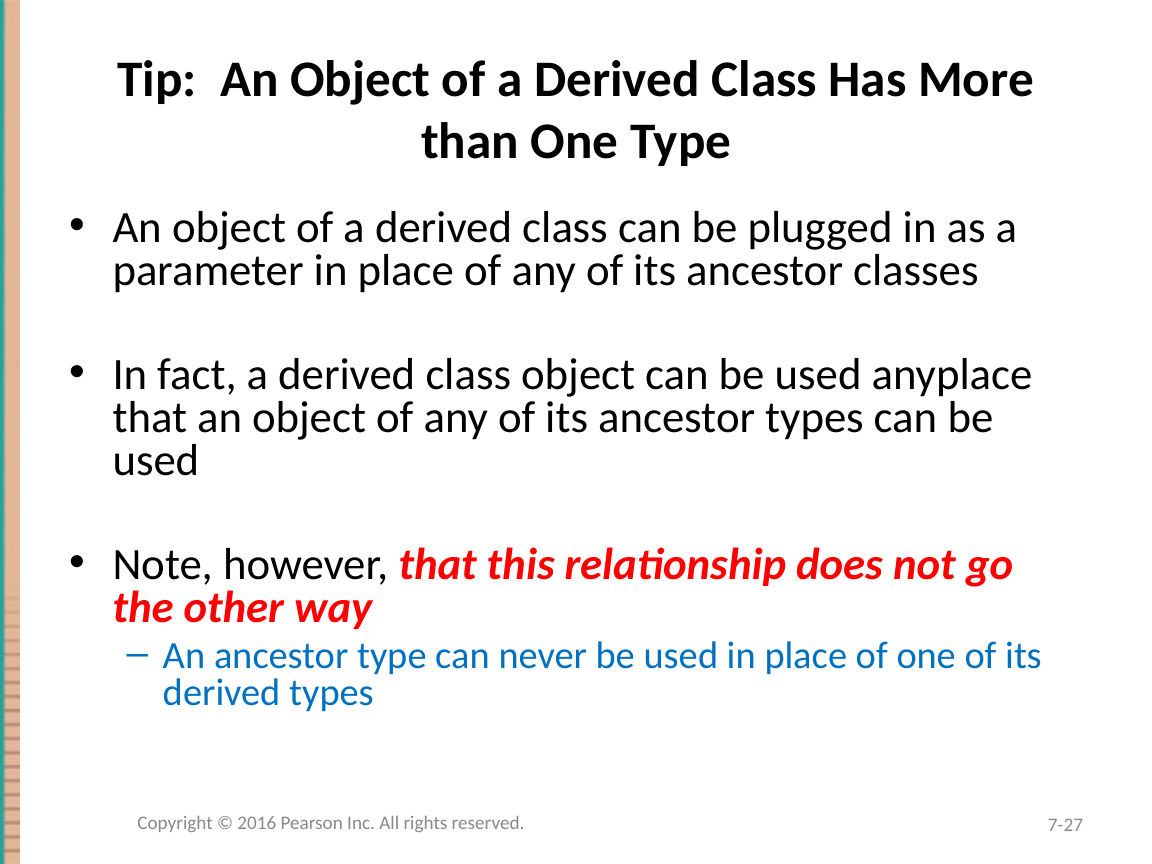 Tip:  An Object of a Derived Class Has More
than One Type
• An object of a derived class can be plugged in as a
parameter in place of any of its ancestor classes
• In fact, a derived class object can be used anyplace
that an object of any of its ancestor types can be
used
• Note, however, that this relationship does not go
the other way
– An ancestor type can never be used in place of one of its
derived types
Copyright © 2016 Pearson Inc. All rights reserved.
7-27